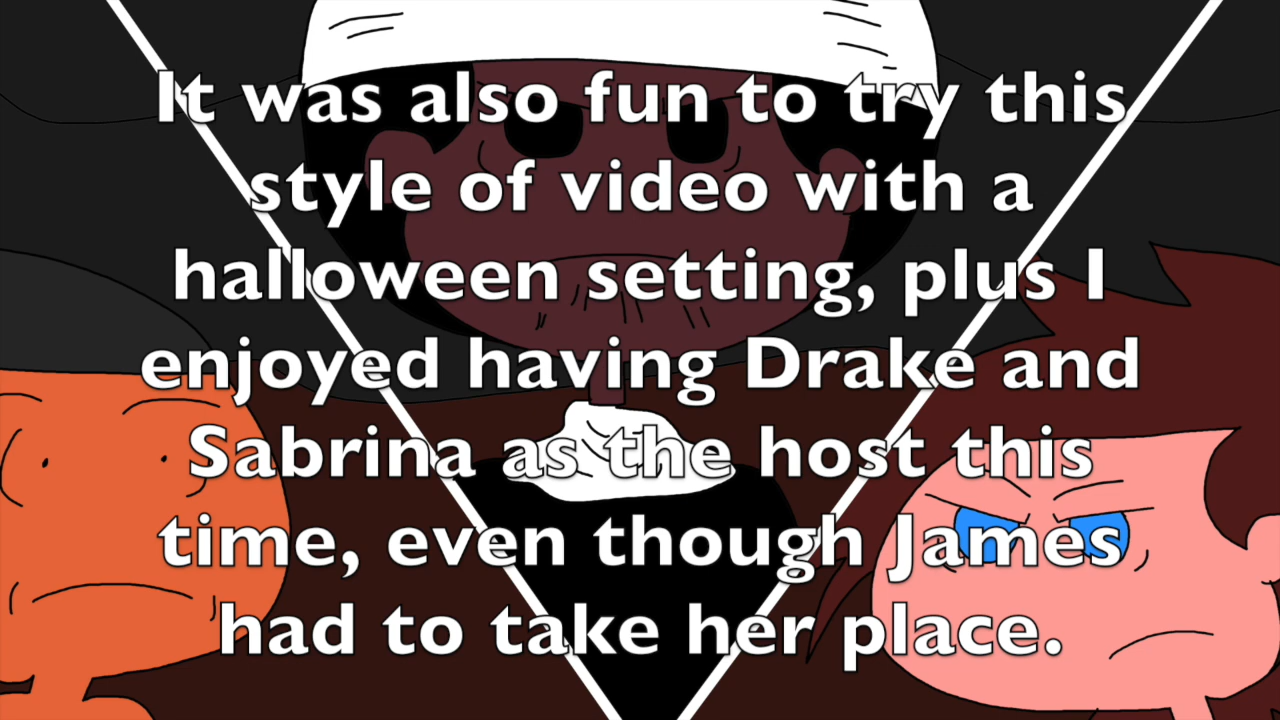 It was also fun to try this
style of video with a
halloween setting, plus I
enjoyed having Drake and
Sabrina as the host this
time, even though James
had to take her place.